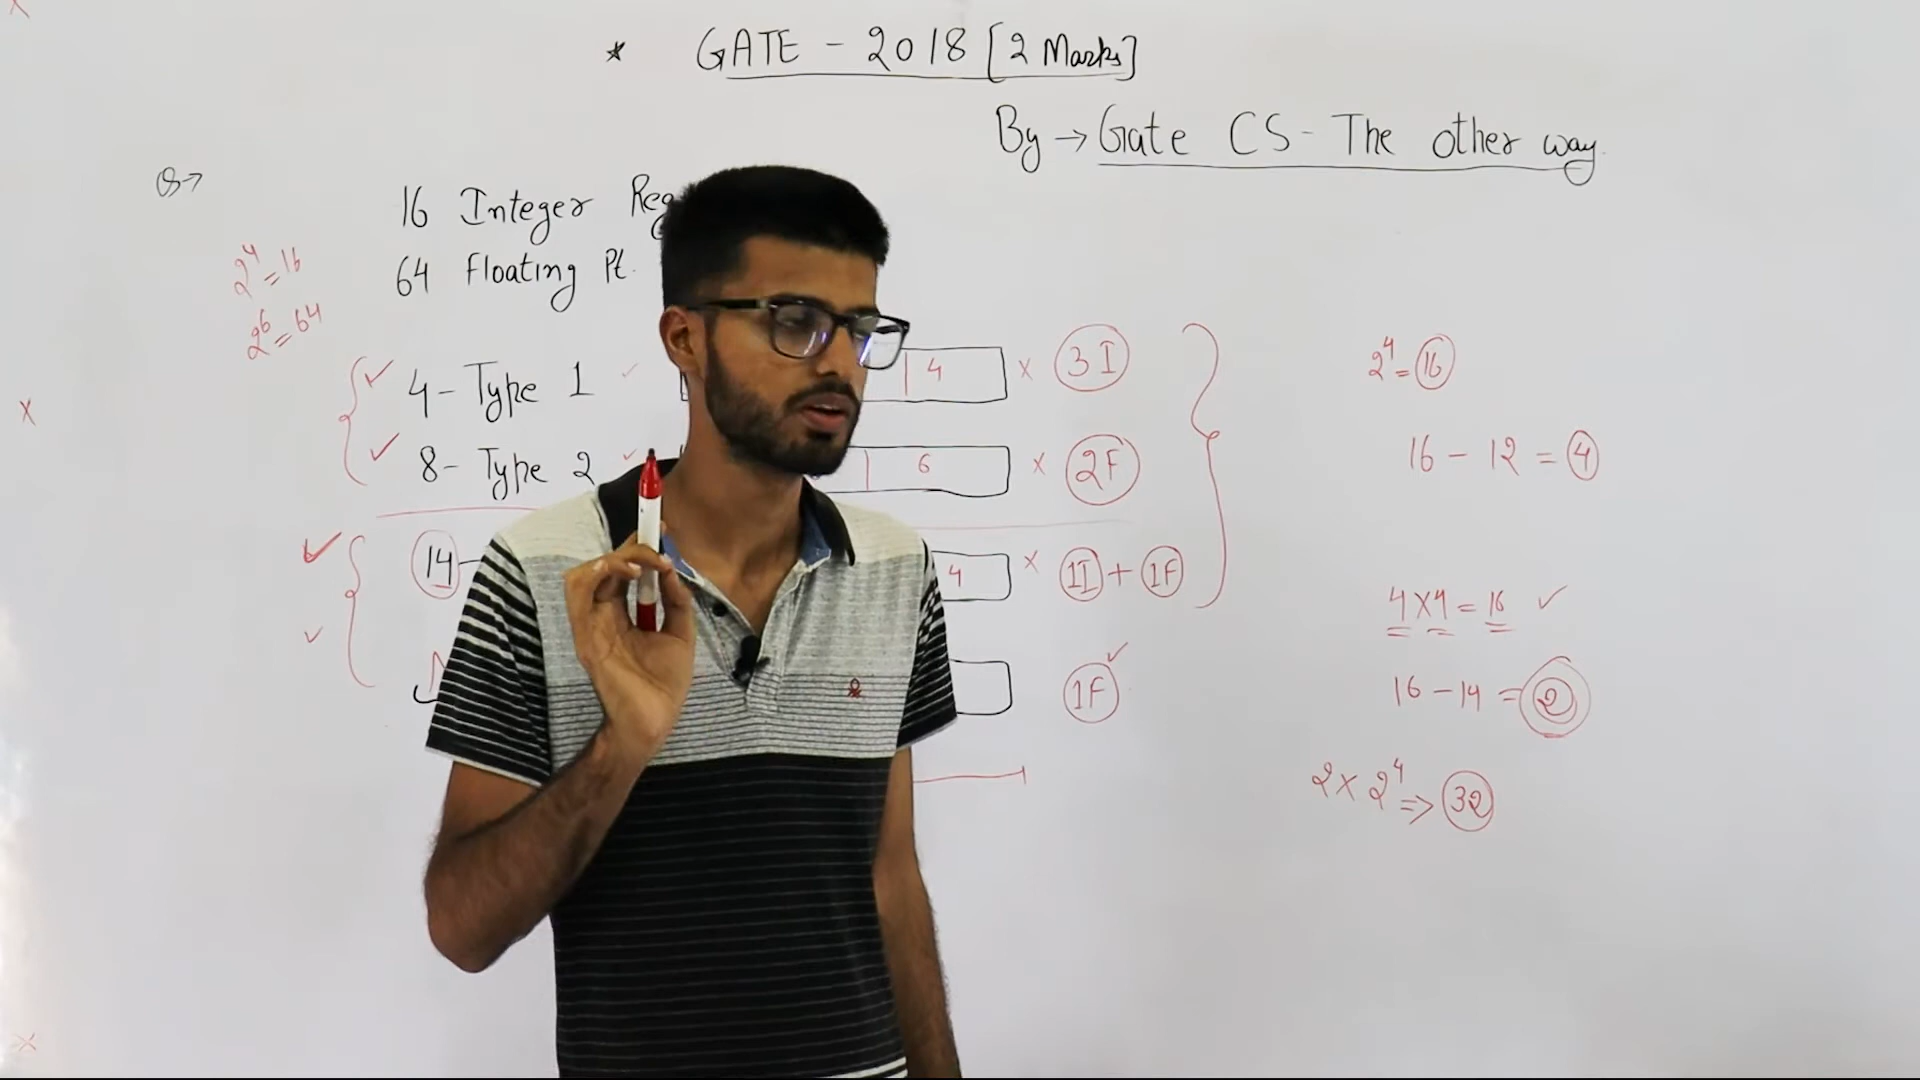 * GATE - 2018 [2 Marks]
By → Gate CS - The other way.
Q→
16 Integer Reg
64 Floating Pt.
2^4 = 16
2^6 = 64
4 - Type 1 4 × 3I
8 - Type 2 6 × 2F
14 - 4 × 1I + 1F
N 1F
2^4 = 16
16 - 12 = 4
4 × 4 = 16
16 - 14 = 2
2 × 2^4 ⇒ 32